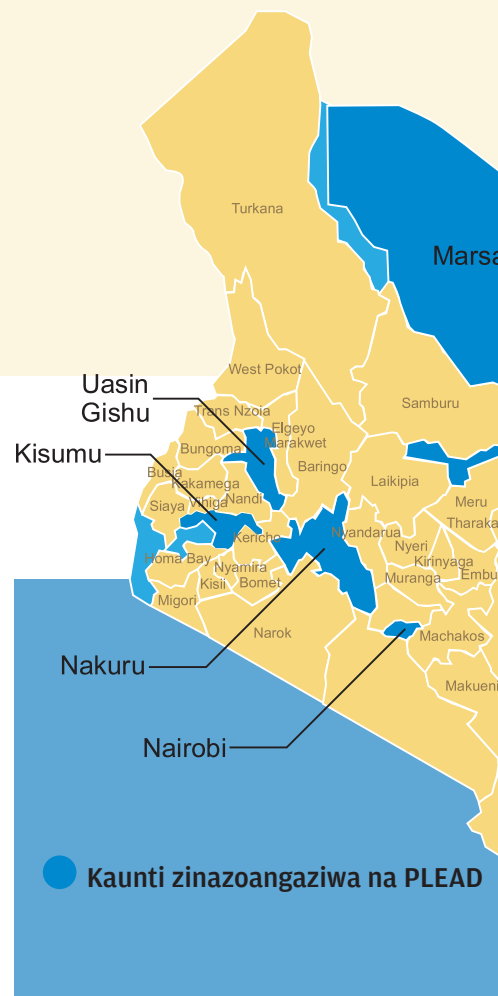 Turkana
Marsa
West Pokot
Uasin
Gishu
Samburu
Trans Nzoia
Elgeyo
Marakwet
Bungoma
Kisumu
Baringo
Busia
Kakamega
Laikipia
Siaya
Vihiga
Nandi
Meru
Tharaka
Nyandarua
Kericho
Nyeri
Homa Bay
Nyamira
Kirinyaga
Embu
Kisii
Bomet
Muranga
Migori
Narok
Machakos
Nakuru
Makueni
Nairobi
Kaunti zinazoangaziwa na PLEAD